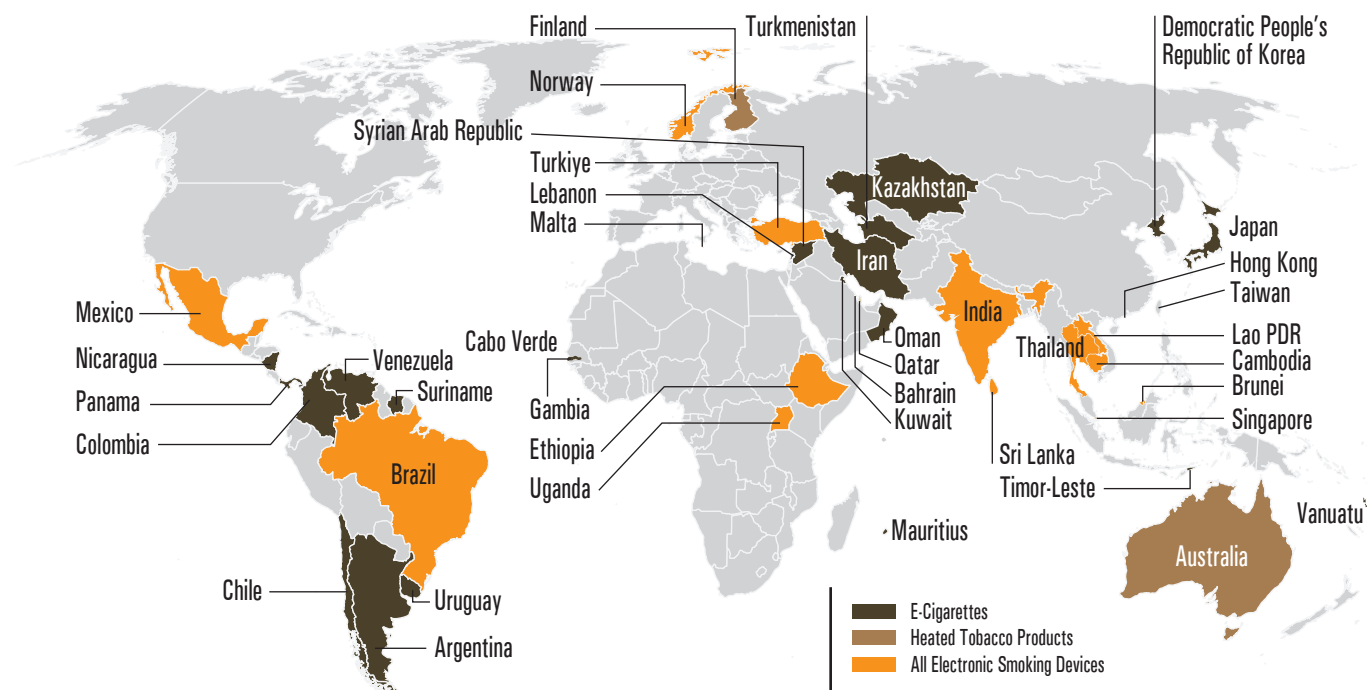 Finland
Turkmenistan
Democratic People's
Republic of Korea
Norway
Syrian Arab Republic
Turkiye
Lebanon
Malta
Kazakhstan
Iran
Japan
Hong Kong
Taiwan
India
Mexico
Thailand
Lao PDR
Cambodia
Brunei
Singapore
Cabo Verde
Oman
Qatar
Bahrain
Kuwait
Nicaragua
Venezuela
Suriname
Panama
Gambia
Colombia
Ethiopia
Sri Lanka
Brazil
Uganda
Timor-Leste
Vanuatu
Mauritius
Australia
Chile
Uruguay
Argentina
E-Cigarettes
Heated Tobacco Products
All Electronic Smoking Devices